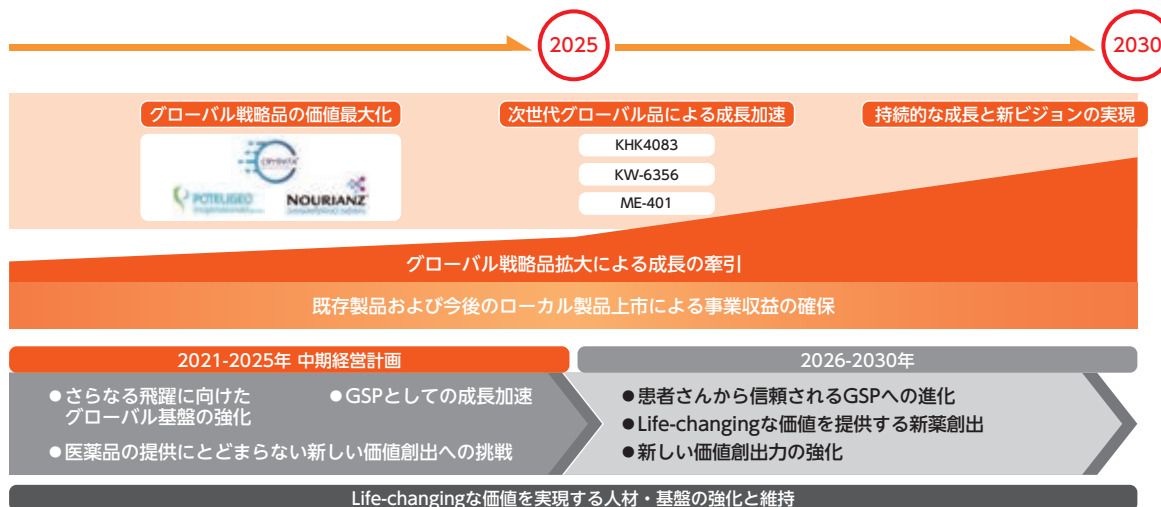 2025
2030
グローバル戦略品の価値最大化
次世代グローバル品による成長加速
持続的な成長と新ビジョンの実現
CRYSVITA
POTELIGEO
NOURIANZ
KHK4083
KW-6356
ME-401
グローバル戦略品拡大による成長の牽引
既存製品および今後のローカル製品上市による事業収益の確保
2021-2025年 中期経営計画
2026-2030年
●さらなる飛躍に向けた
グローバル基盤の強化
●GSPとしての成長加速
●医薬品の提供にとどまらない新しい価値創出への挑戦
●患者さんから信頼されるGSPへの進化
●Life-changingな価値を提供する新薬創出
●新しい価値創出力の強化
Life-changingな価値を実現する人材・基盤の強化と維持